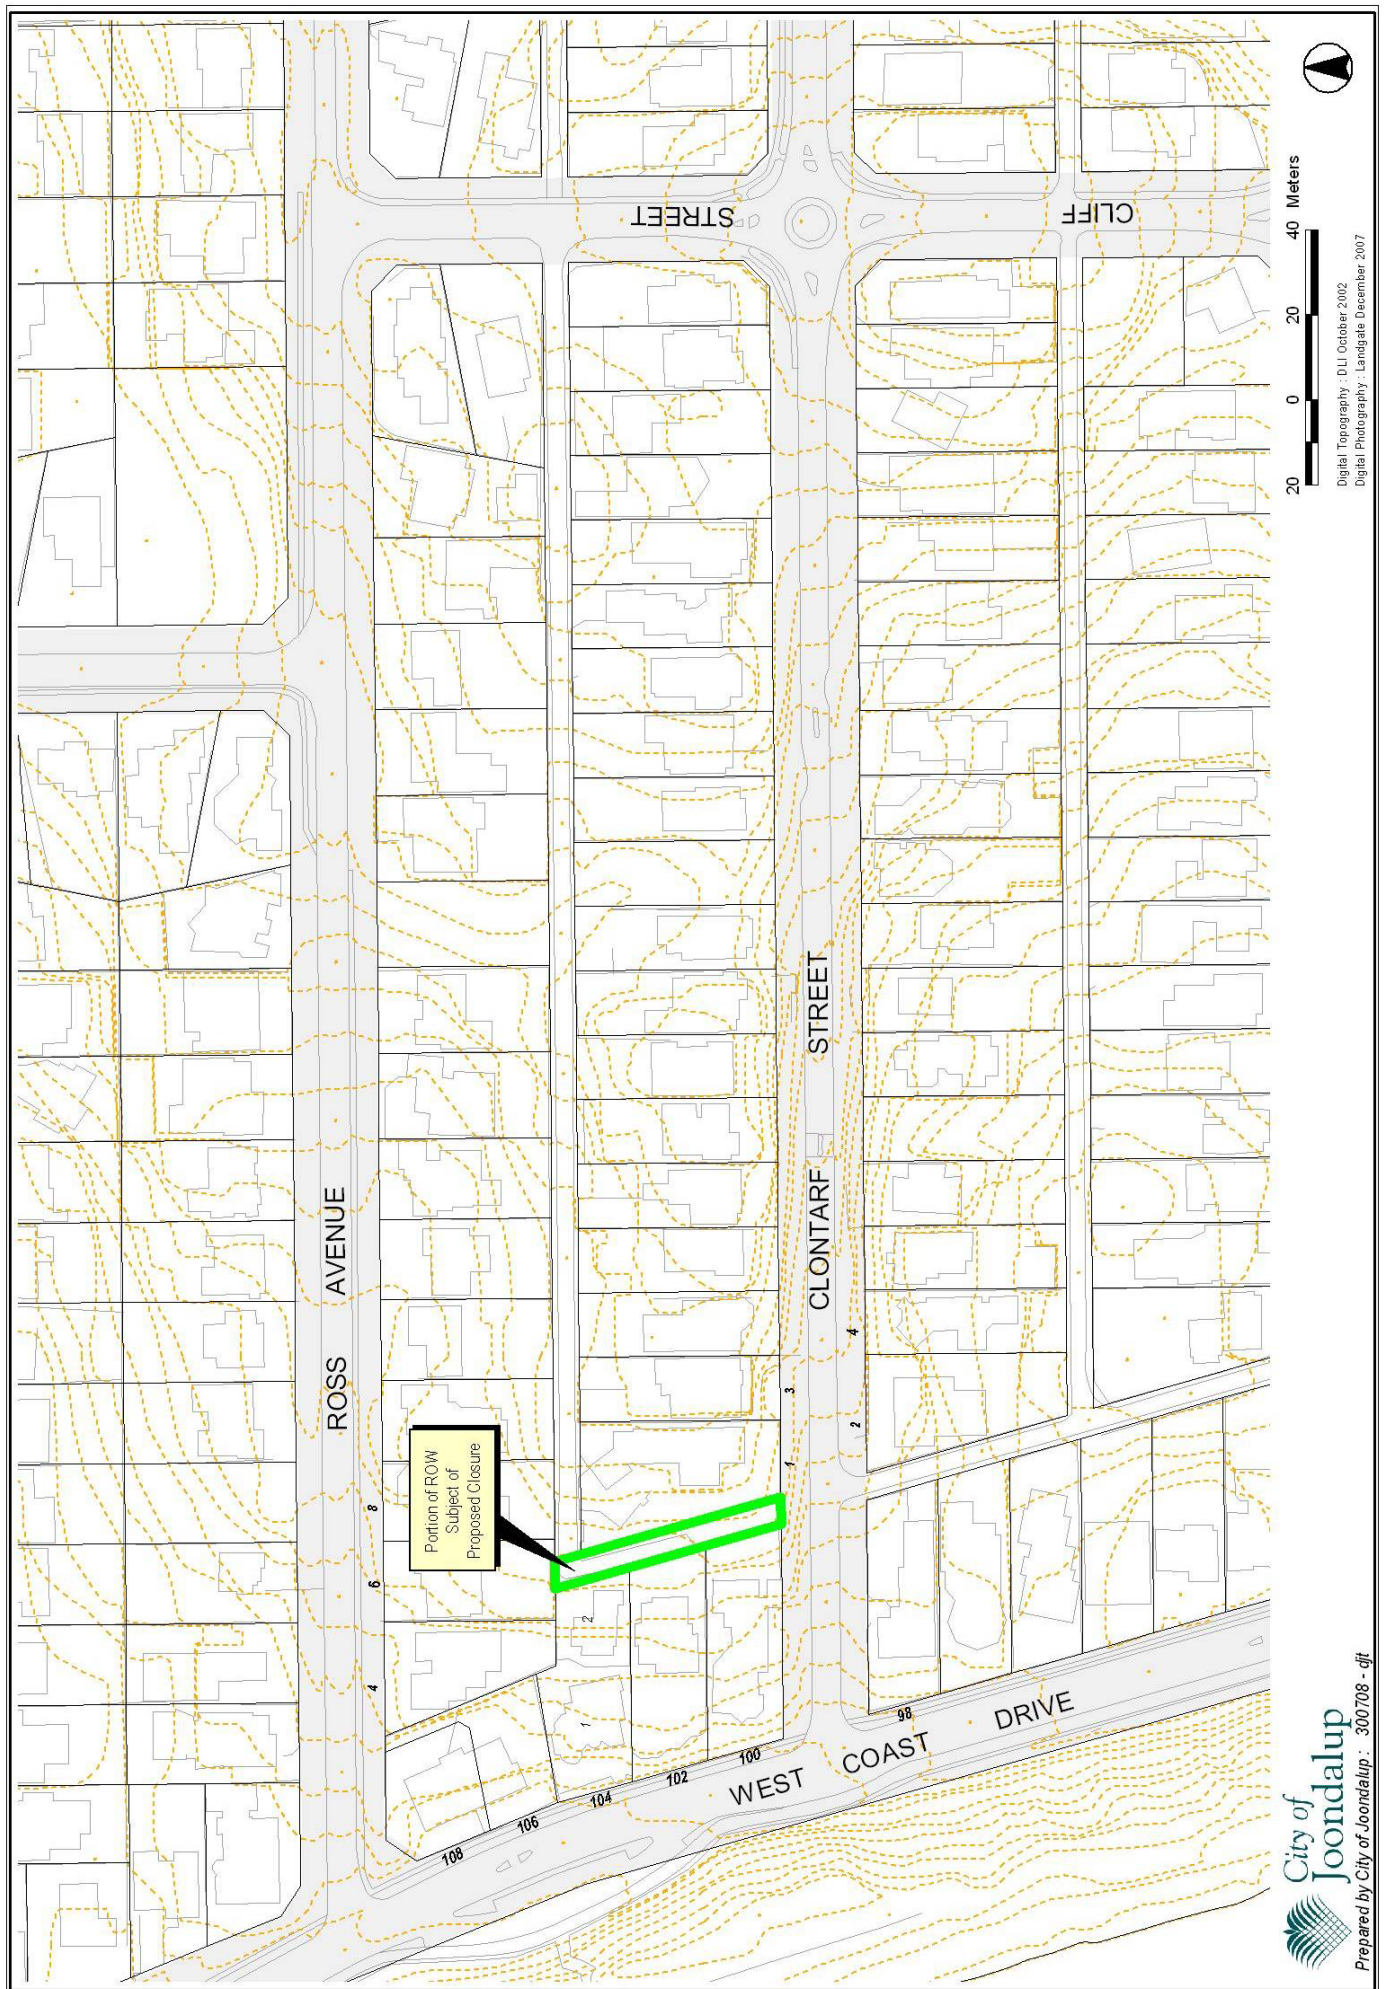 STREET
CLIFF
ROSS AVENUE
CLONTARF STREET
WEST COAST DRIVE
Portion of ROW
Subject of
Proposed Closure
4
6
8
1
3
2
4
2
1
108
106
104
102
100
98
20 0 20 40 Meters
Digital Topography : DLI October 2002
Digital Photography : Landgate December 2007
City of
Joondalup
Prepared by City of Joondalup : 300708 - djt